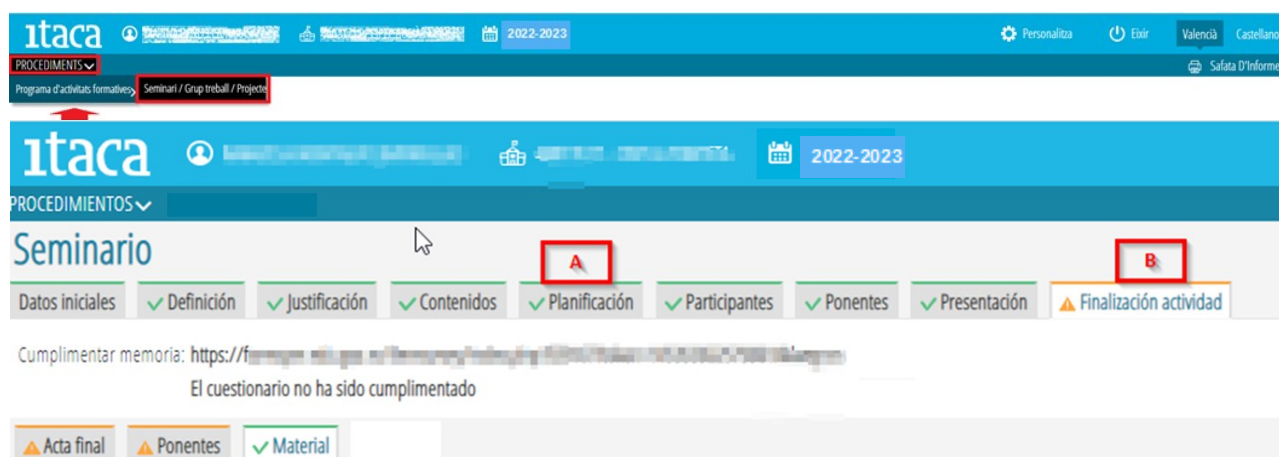 ıtaca 2022-2023 Personalitza Eixir Valencià Castellano
PROCEDIMENTS Safata D'Informe
Programa d'activitats formatives Seminari / Grup treball / Projecte
ıtaca 2022-2023
PROCEDIMIENTOS
Seminario
A B
Datos iniciales Definición Justificación Contenidos Planificación Participantes Ponentes Presentación Finalización actividad
Cumplimentar memoria: https://f
El cuestionario no ha sido cumplimentado
Acta final Ponentes Material